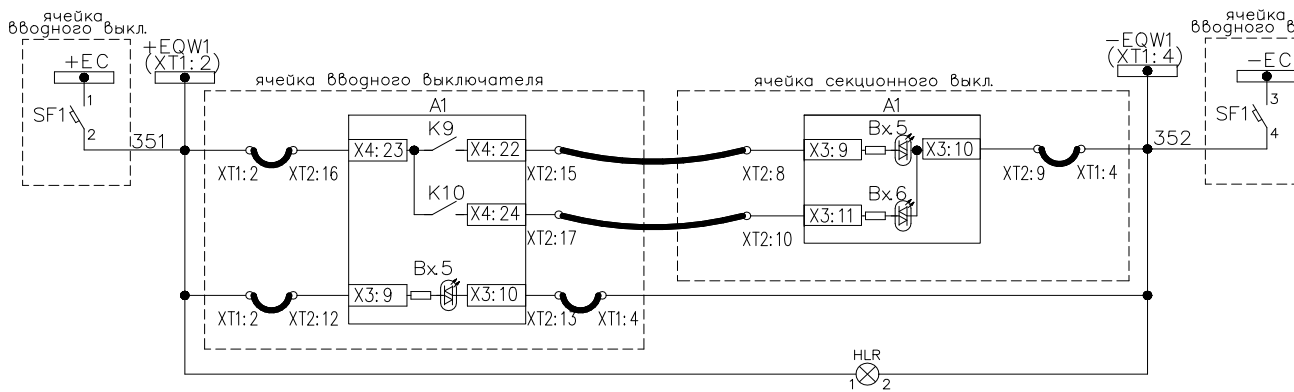 ячейка
вводного выкл.
+EC
1
SF1
2
351
+EQW1
(XT1:2)
ячейка вводного выключателя
A1
X4:23
K9
X4:22
XT1:2
XT2:16
XT2:15
K10
X4:24
XT2:17
Вх.5
X3:9
X3:10
XT1:2
XT2:12
XT2:13
XT1:4
ячейка секционного выкл.
A1
Вх.5
X3:9
X3:10
XT2:8
XT2:9
XT1:4
Вх.6
X3:11
XT2:10
-EQW1
(XT1:4)
352
ячейка
вводного в
-EC
3
SF1
4
HLR
1
2